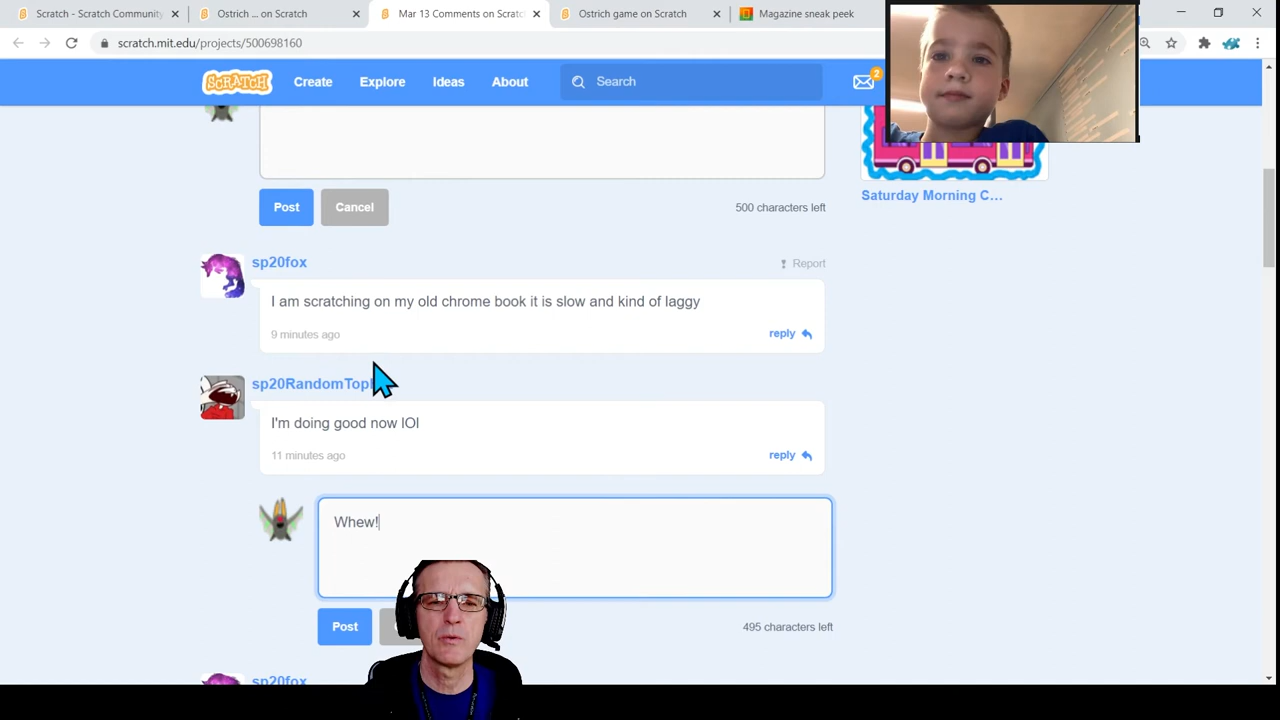 Scratch - Scratch Community
Ostrich ... on Scratch
Mar 13 Comments on Scratc
Ostrich game on Scratch
Magazine sneak peek
scratch.mit.edu/projects/500698160
SCRATCH
Create
Explore
Ideas
About
Search
2
Post
Cancel
500 characters left
Saturday Morning C...
sp20fox
Report
I am scratching on my old chrome book it is slow and kind of laggy
9 minutes ago
reply
sp20RandomTop
I'm doing good now lOl
11 minutes ago
reply
Whew!
Post
495 characters left
sp20fox